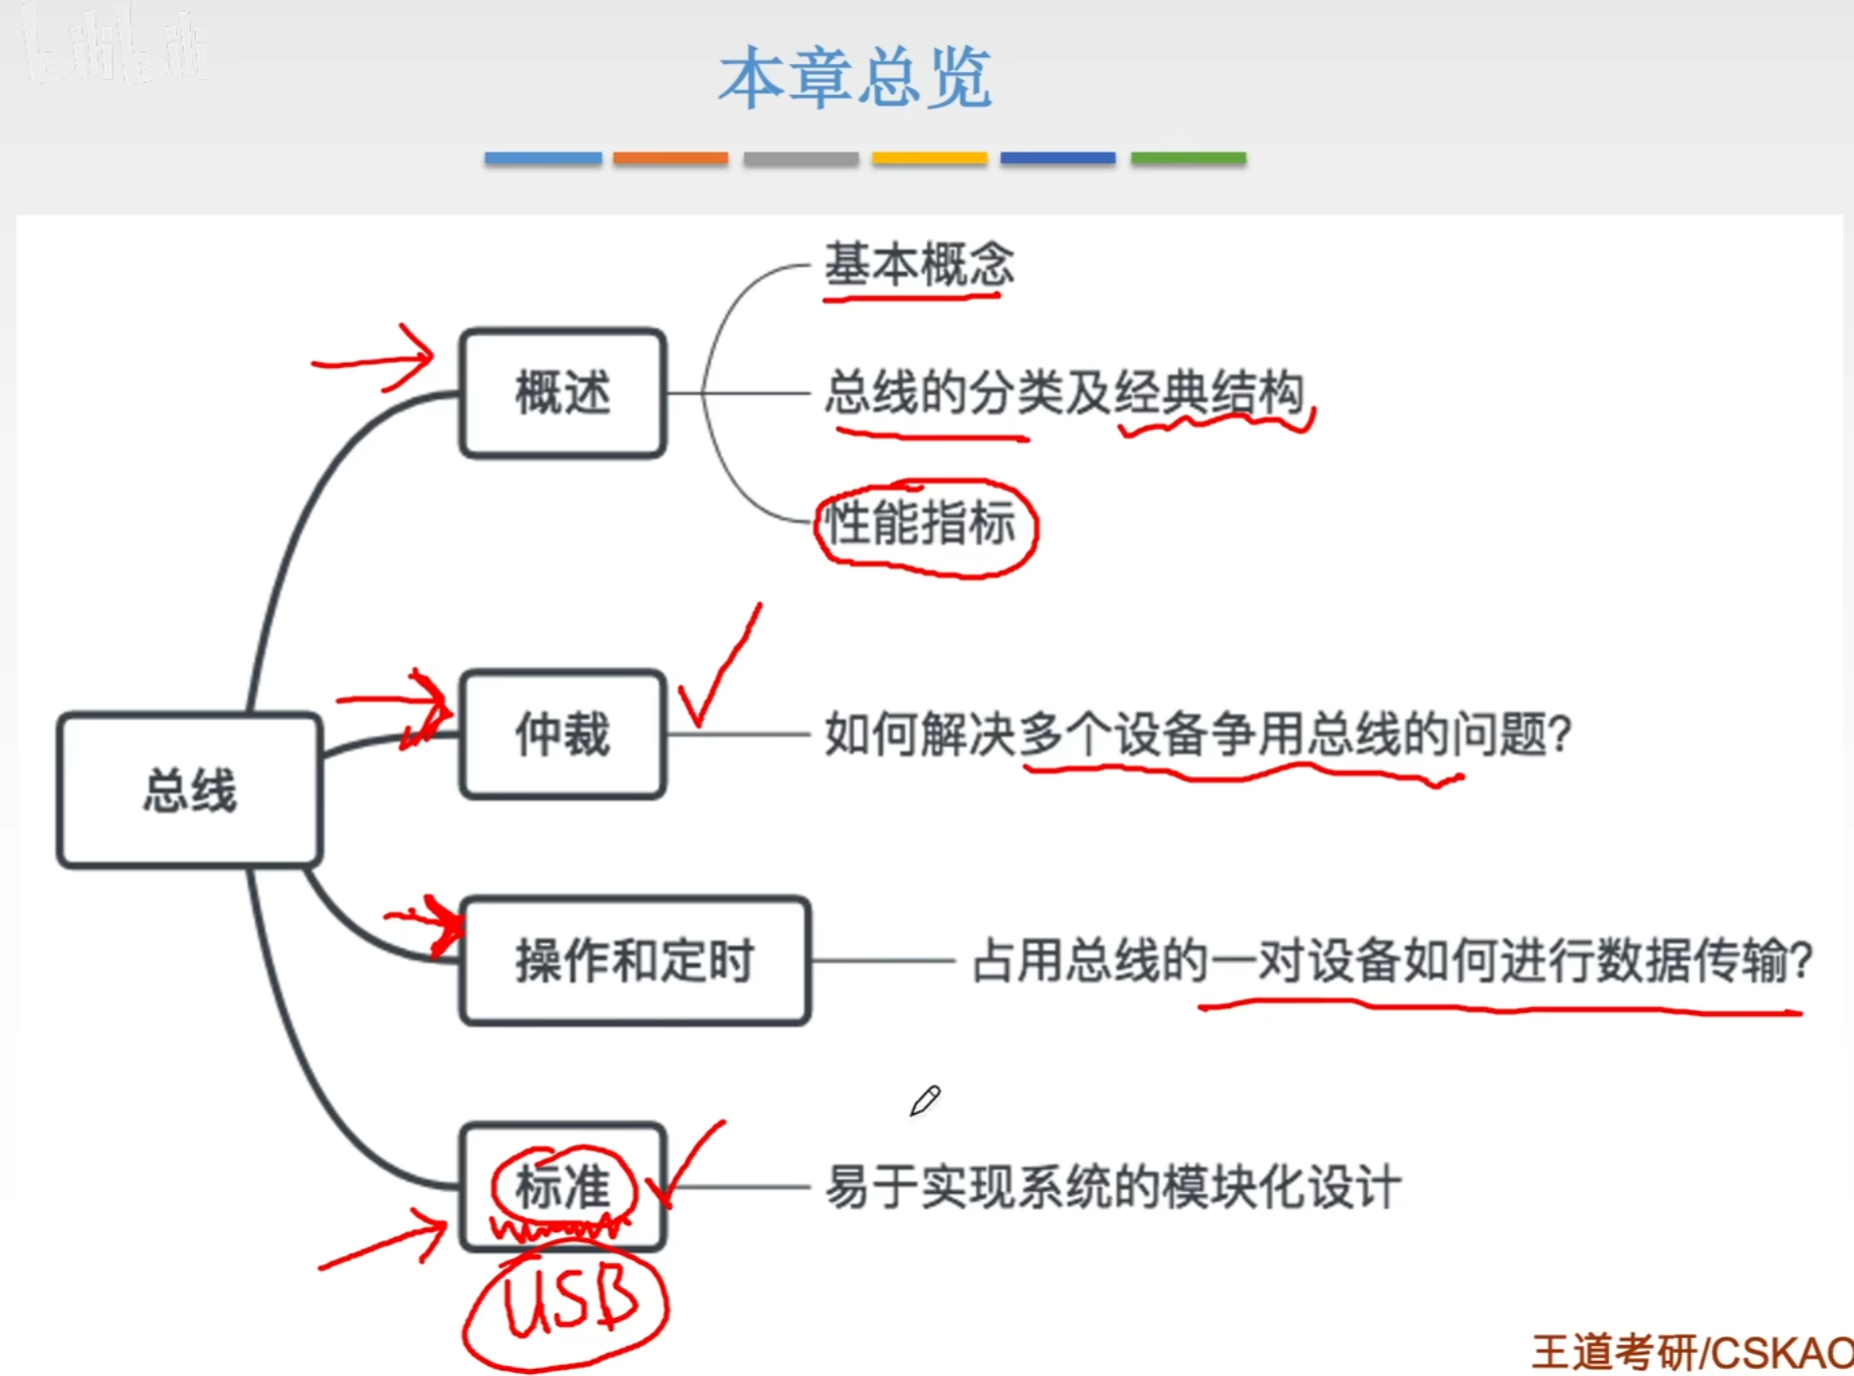 bilibili
本章总览
基本概念
概述
总线的分类及经典结构
性能指标
仲裁
如何解决多个设备争用总线的问题?
总线
操作和定时
占用总线的一对设备如何进行数据传输?
标准
易于实现系统的模块化设计
USB
王道考研/CSKAO